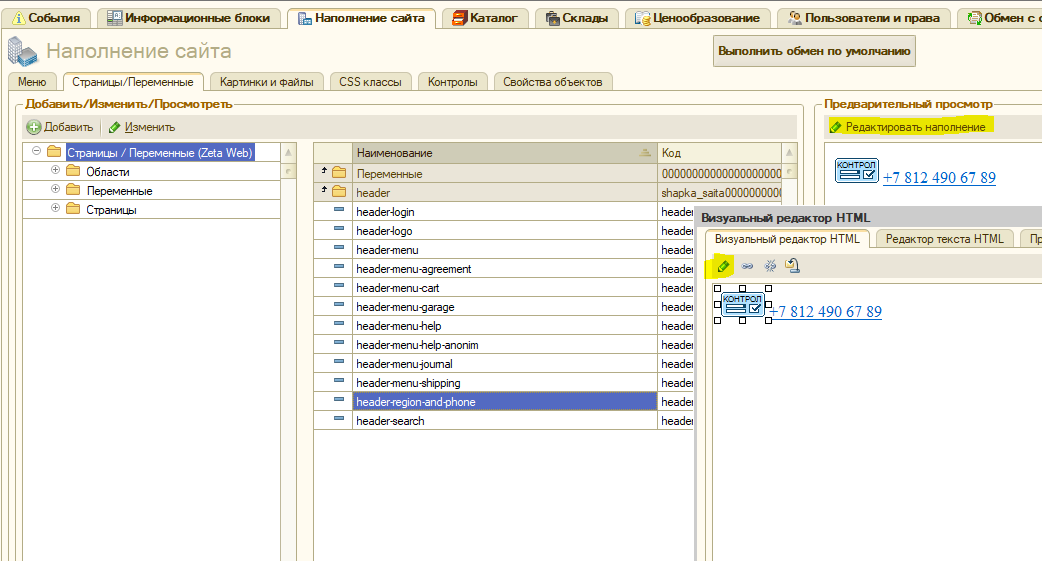 События Информационные блоки Наполнение сайта Каталог Склады Ценообразование Пользователи и права Обмен с
Наполнение сайта
Выполнить обмен по умолчанию
Меню Страницы/Переменные Картинки и файлы CSS классы Контролы Свойства объектов
Добавить/Изменить/Просмотреть
Добавить Изменить
Страницы / Переменные (Zeta Web)
Области
Переменные
Страницы
Наименование Код
Переменные 00000000000000000000
header shapka_saita0000000000
header-login header
header-logo header
header-menu header
header-menu-agreement header
header-menu-cart header
header-menu-garage header
header-menu-help header
header-menu-help-anonim header
header-menu-journal header
header-menu-shipping header
header-region-and-phone header
header-search header
Предварительный просмотр
Редактировать наполнение
КОНТРОЛ +7 812 490 67 89
Визуальный редактор HTML
Визуальный редактор HTML Редактор текста HTML Пр
КОНТРОЛ +7 812 490 67 89